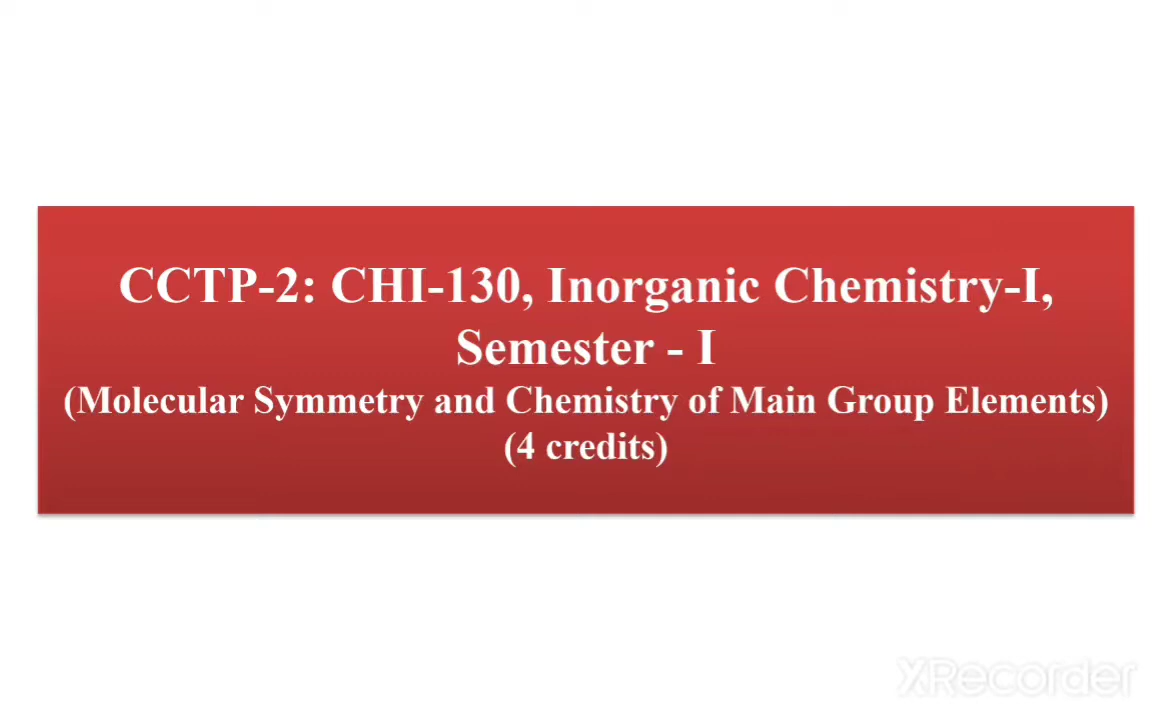 CCTP-2: CHI-130, Inorganic Chemistry-I,
Semester - I
(Molecular Symmetry and Chemistry of Main Group Elements)
(4 credits)
XRecorder